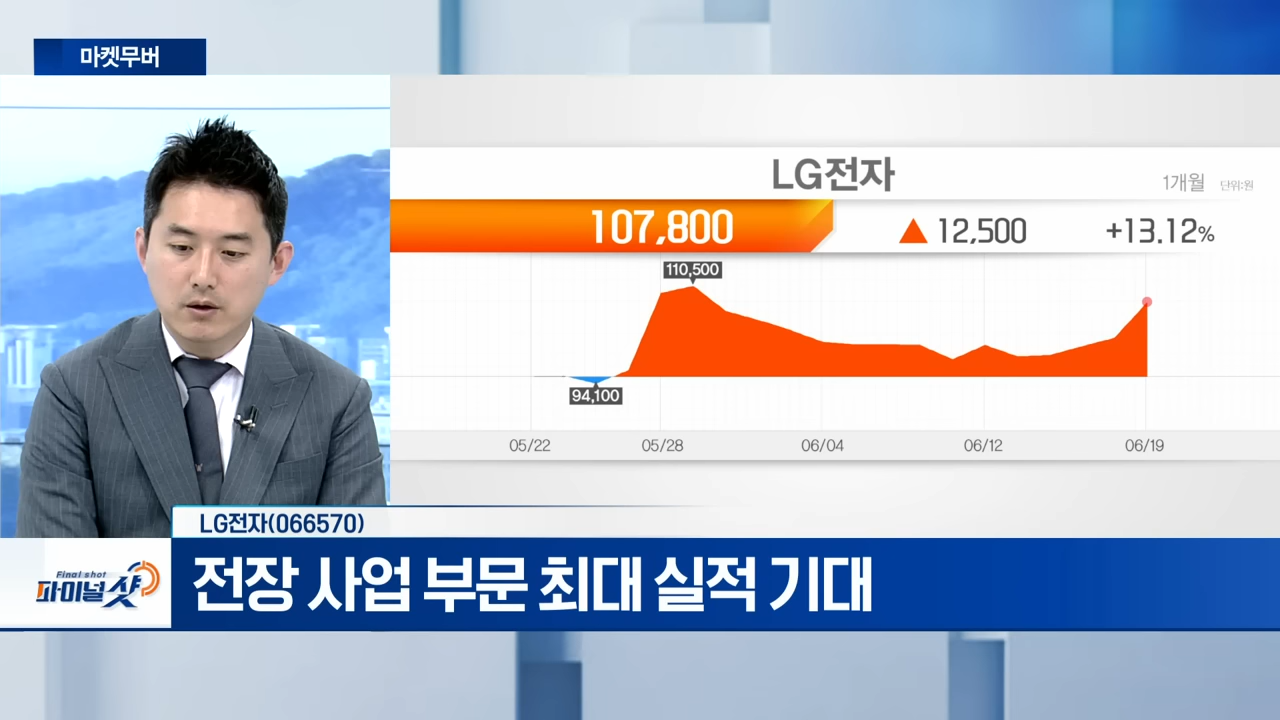 마켓무버
LG전자
1개월 단위:원
107,800 ▲ 12,500 +13.12%
110,500
94,100
05/22 05/28 06/04 06/12 06/19
LG전자(066570)
Final shot
파이널샷
전장 사업 부문 최대 실적 기대